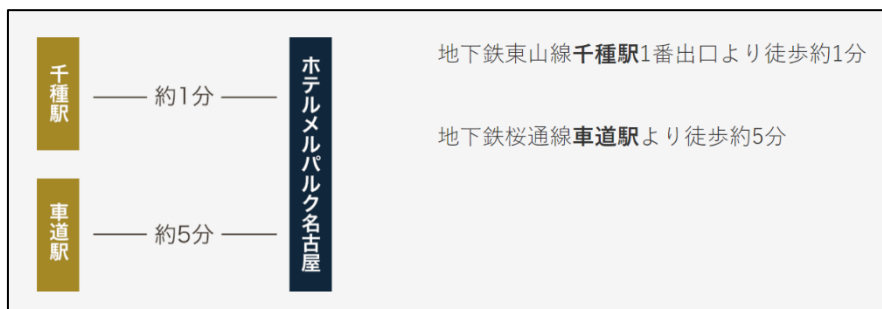 千種駅
約1分
車道駅
約5分
ホテルメルパルク名古屋
地下鉄東山線千種駅1番出口より徒歩約1分
地下鉄桜通線車道駅より徒歩約5分